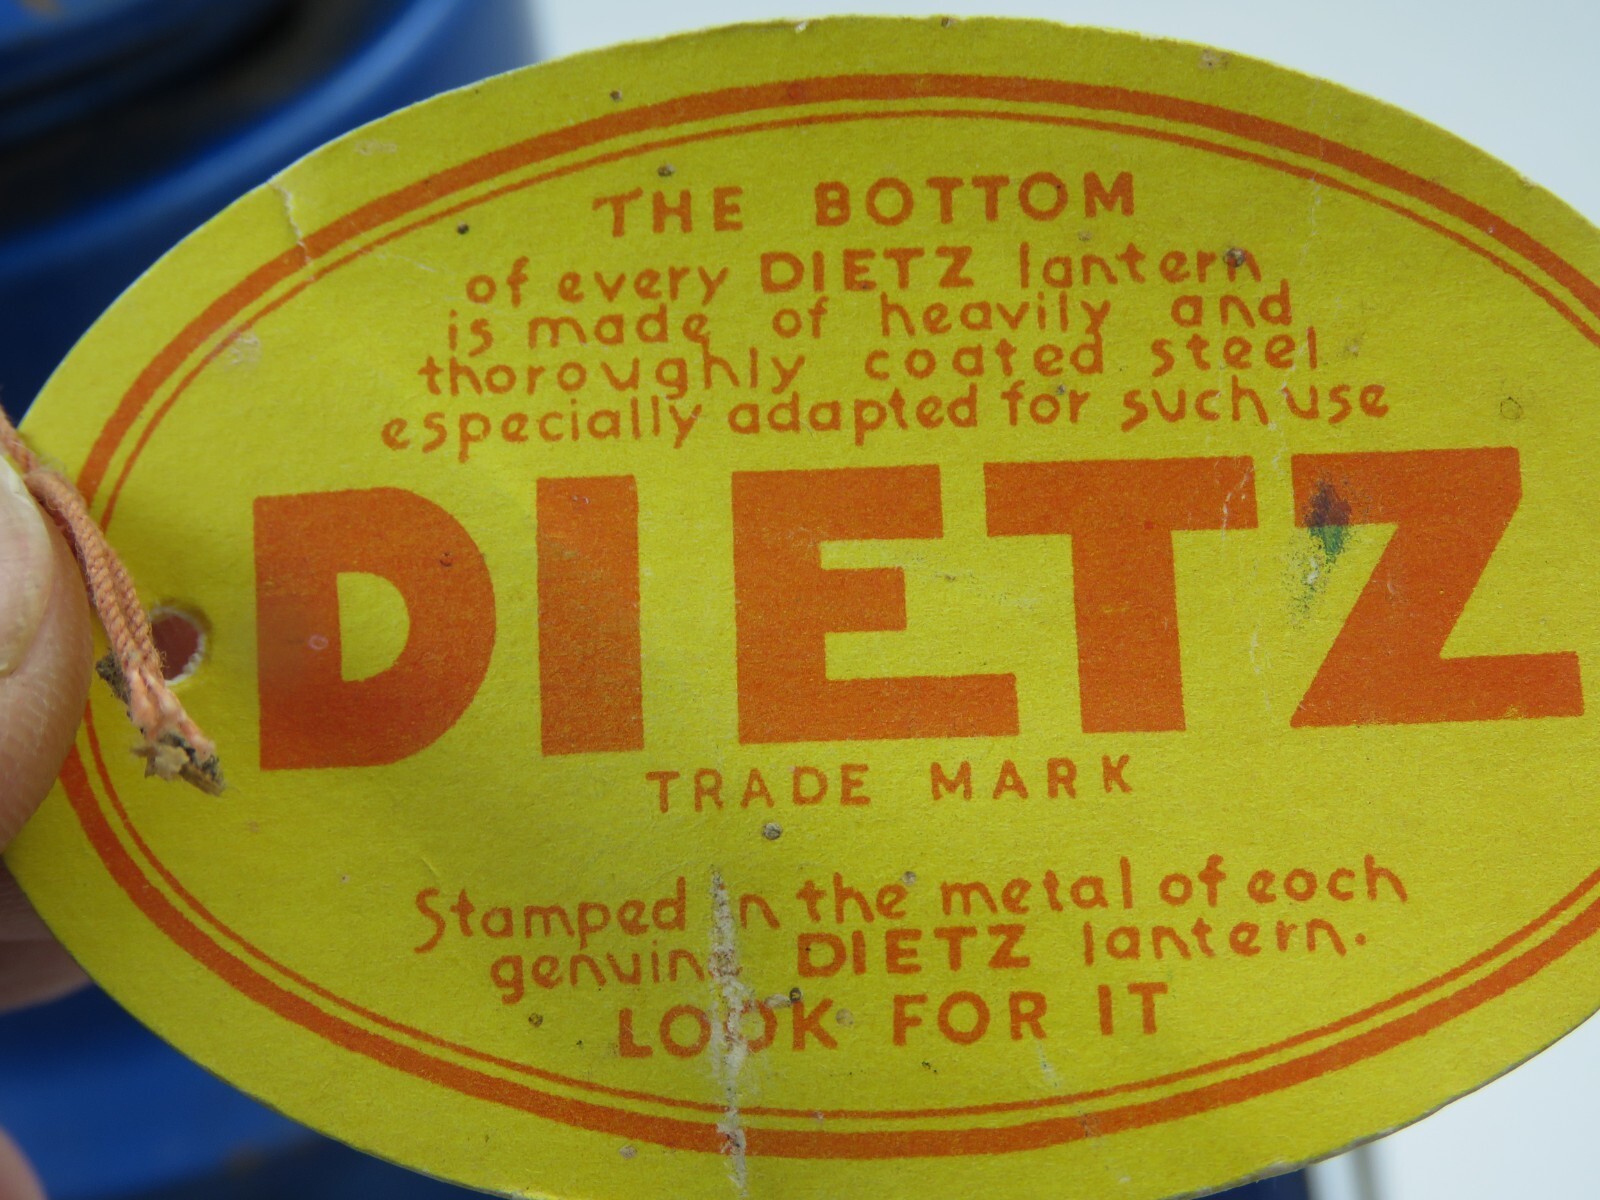 THE BOTTOM
of every DIETZ lantern
is made of heavily and
thoroughly coated steel
especially adapted for such use
DIETZ
TRADE MARK
Stamped in the metal of each
genuine DIETZ lantern.
LOOK FOR IT